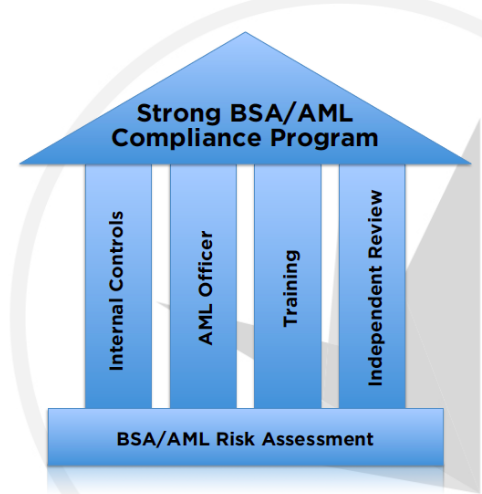 Strong BSA/AML
Compliance Program
Internal Controls
AML Officer
Training
Independent Review
BSA/AML Risk Assessment